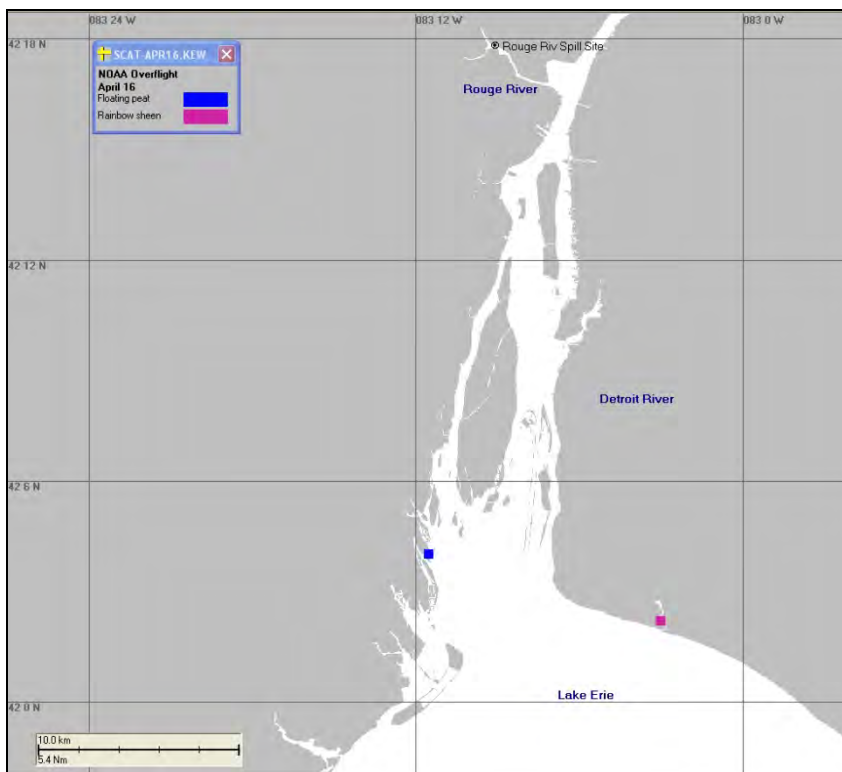 083 24 W
083 12 W
083 0 W
42 18 N
SCAT-APR16.KEW
NOAA Overflight
April 16
Floating peat
Rainbow sheen
Rouge Riv Spill Site
Rouge River
42 12 N
Detroit River
42 6 N
Lake Erie
42 0 N
10.0 km
5.4 Nm